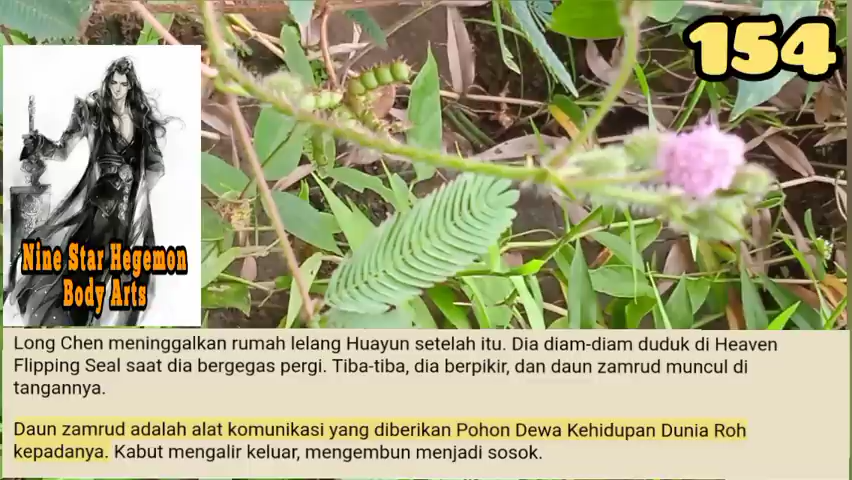 154
Nine Star Hegemon
Body Arts
Long Chen meninggalkan rumah lelang Huayun setelah itu. Dia diam-diam duduk di Heaven
Flipping Seal saat dia bergegas pergi. Tiba-tiba, dia berpikir, dan daun zamrud muncul di
tangannya.
Daun zamrud adalah alat komunikasi yang diberikan Pohon Dewa Kehidupan Dunia Roh
kepadanya. Kabut mengalir keluar, mengembun menjadi sosok.